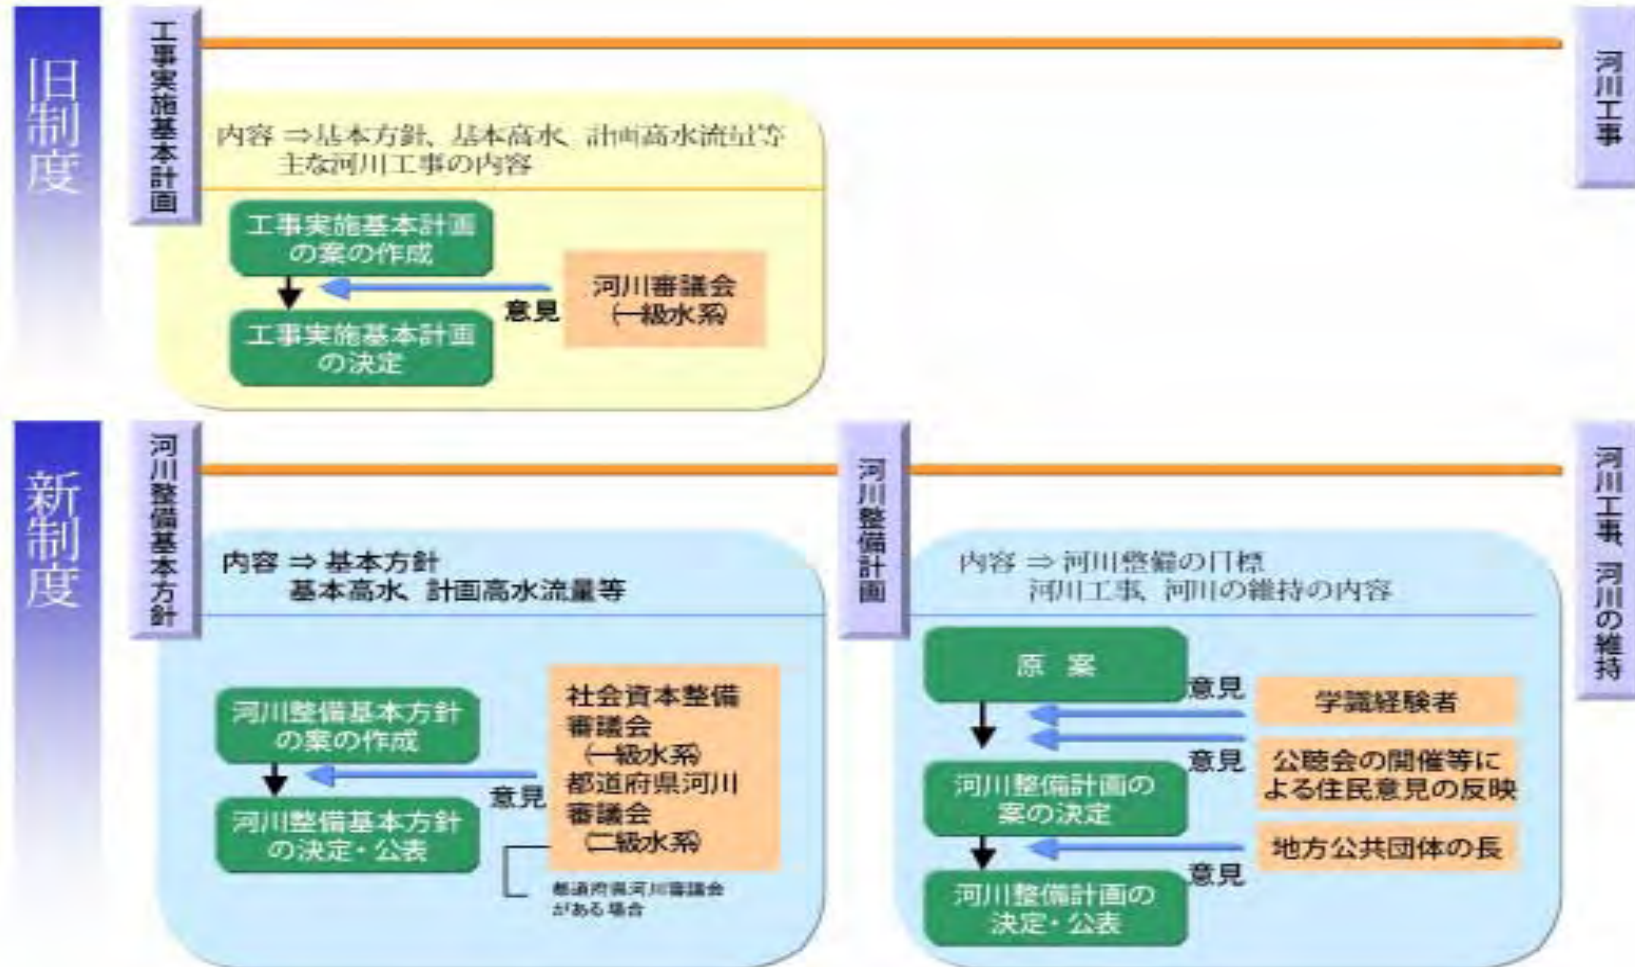 旧制度
工事実施基本計画
河川工事
内容 ⇒基本方針、基本高水、計画高水流量等
主な河川工事の内容
工事実施基本計画
の案の作成
意見
河川審議会
(一級水系)
工事実施基本計画
の決定
新制度
河川整備基本方針
河川整備計画
河川工事、河川の維持
内容 ⇒ 基本方針
基本高水、計画高水流量等
河川整備基本方針
の案の作成
意見
社会資本整備
審議会
(一級水系)
都道府県河川
審議会
(二級水系)
河川整備基本方針
の決定・公表
都道府県河川審議会
がある場合
内容 ⇒ 河川整備の目標
河川工事、河川の維持の内容
原 案
意見
学識経験者
意見
公聴会の開催等に
よる住民意見の反映
河川整備計画の
案の決定
意見
地方公共団体の長
河川整備計画の
決定・公表